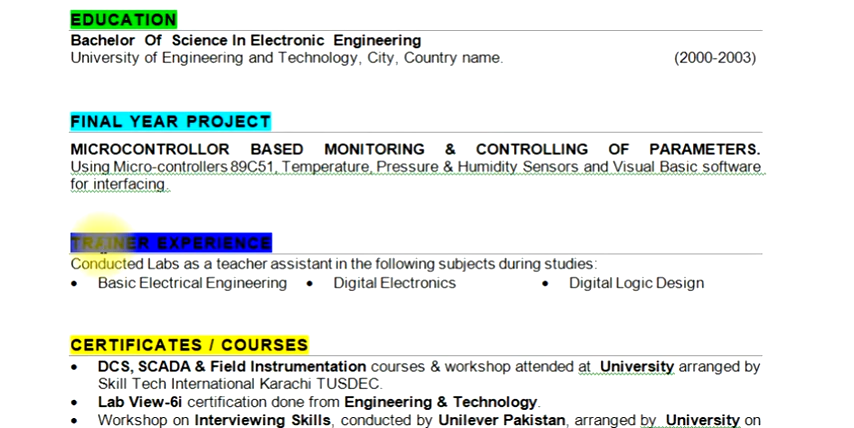 EDUCATION
Bachelor Of Science In Electronic Engineering
University of Engineering and Technology, City, Country name. (2000-2003)
FINAL YEAR PROJECT
MICROCONTROLLOR BASED MONITORING & CONTROLLING OF PARAMETERS.
Using Micro-controllers 89C51, Temperature, Pressure & Humidity Sensors and Visual Basic software
for interfacing.
TRAINER EXPERIENCE
Conducted Labs as a teacher assistant in the following subjects during studies:
• Basic Electrical Engineering • Digital Electronics • Digital Logic Design
CERTIFICATES / COURSES
• DCS, SCADA & Field Instrumentation courses & workshop attended at University arranged by
Skill Tech International Karachi TUSDEC.
• Lab View-6i certification done from Engineering & Technology.
• Workshop on Interviewing Skills, conducted by Unilever Pakistan, arranged by University on